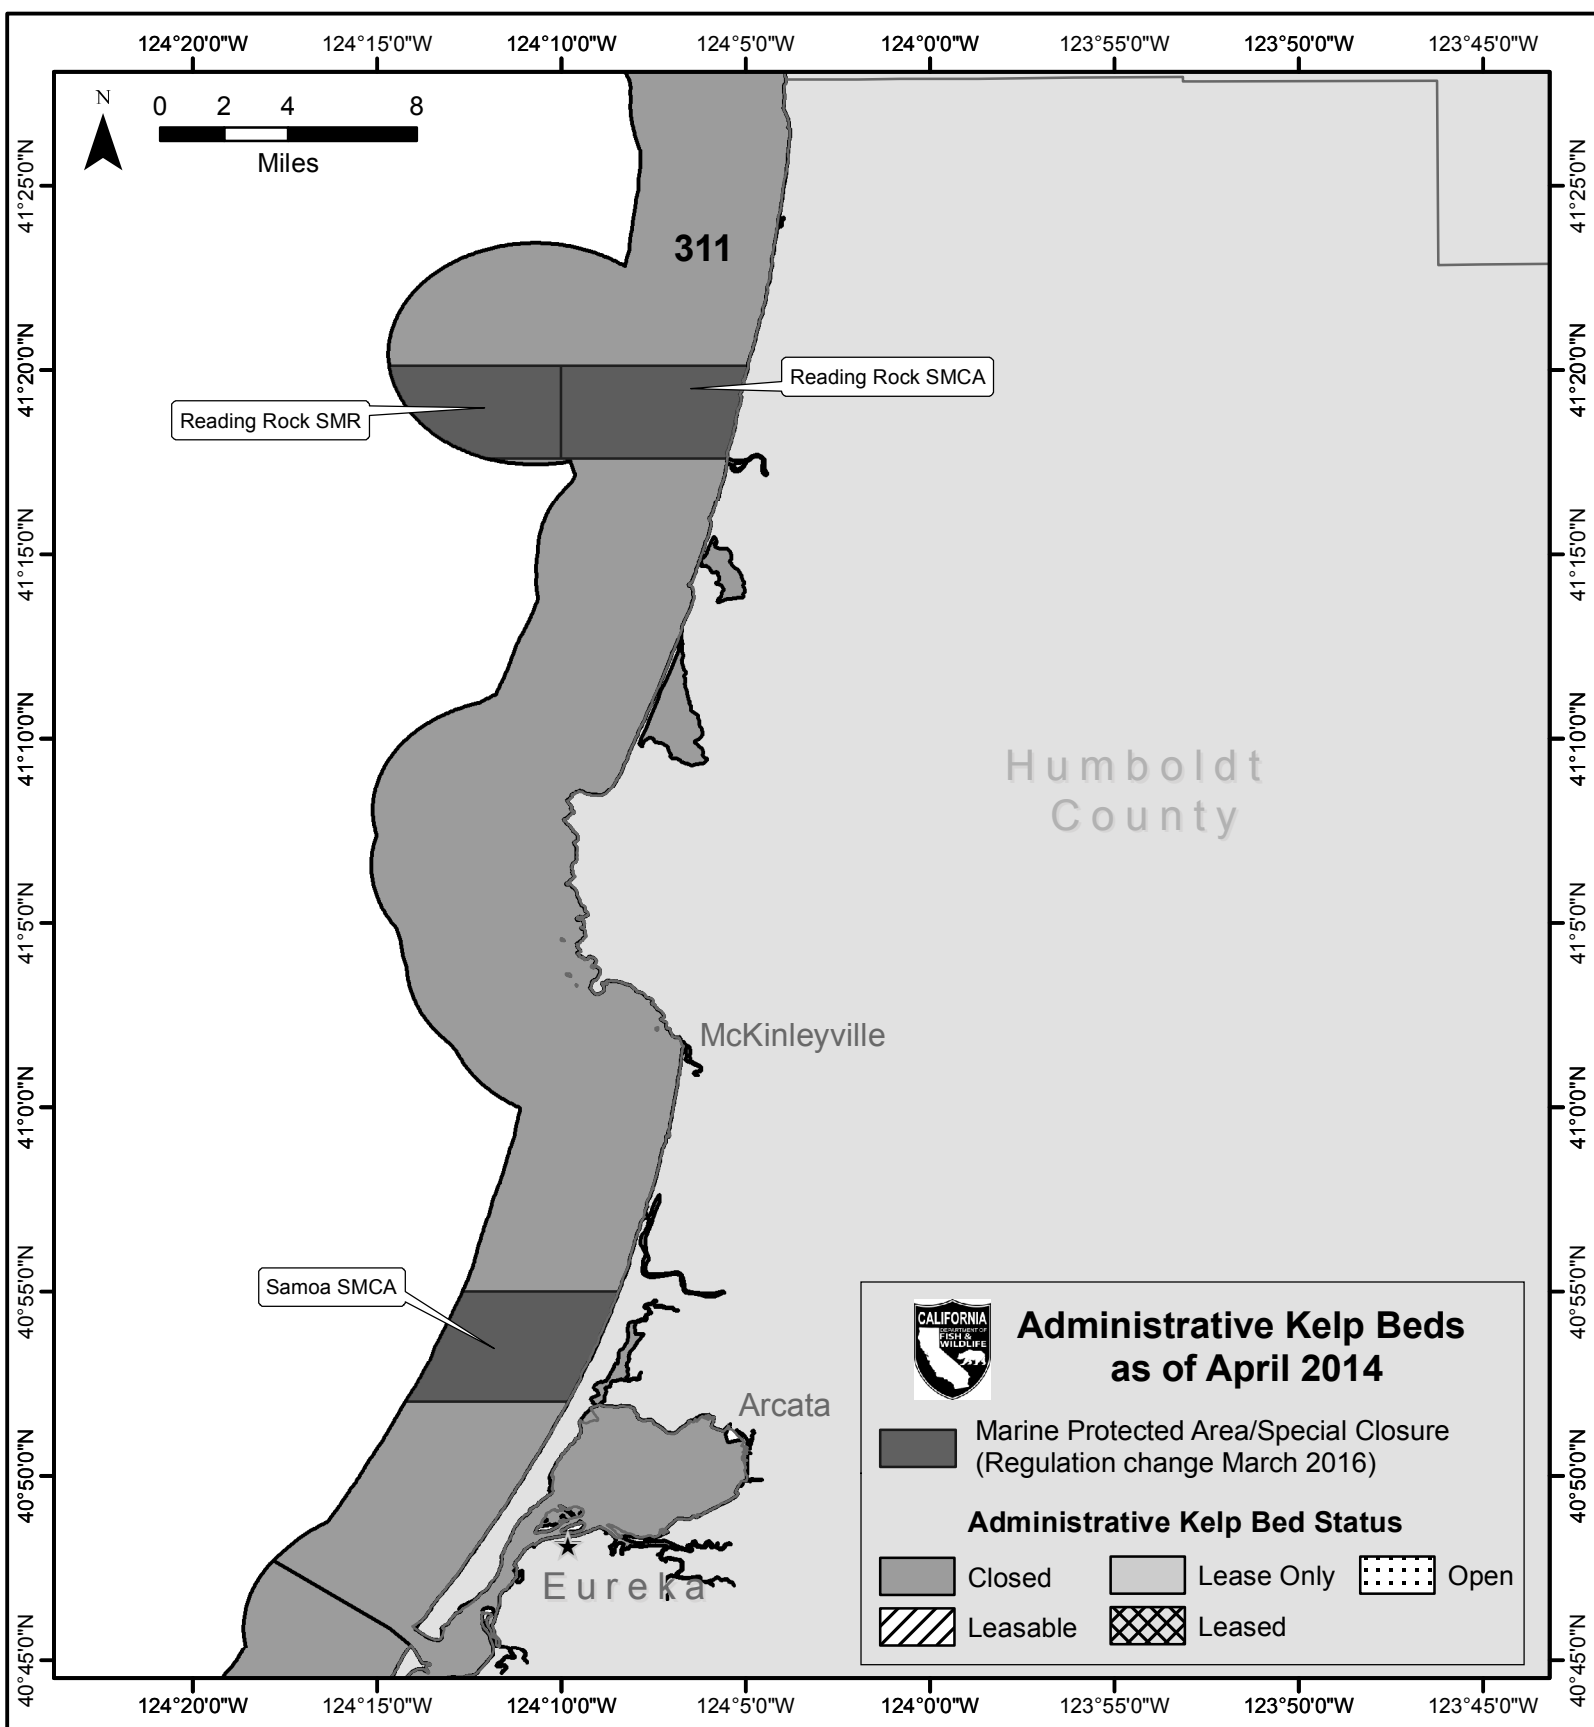 124°20'0"W 124°15'0"W 124°10'0"W 124°5'0"W 124°0'0"W 123°55'0"W 123°50'0"W 123°45'0"W
N
0 2 4 8
Miles
41°25'0"N 41°25'0"N
311
41°20'0"N 41°20'0"N
Reading Rock SMCA
Reading Rock SMR
41°15'0"N 41°15'0"N
41°10'0"N 41°10'0"N
Humboldt
County
41°5'0"N 41°5'0"N
McKinleyville
41°0'0"N 41°0'0"N
Samoa SMCA
40°55'0"N 40°55'0"N
Arcata
40°50'0"N 40°50'0"N
Eureka
40°45'0"N 40°45'0"N
CALIFORNIA
DEPARTMENT OF
FISH &
WILDLIFE
Administrative Kelp Beds
as of April 2014
Marine Protected Area/Special Closure
(Regulation change March 2016)
Administrative Kelp Bed Status
Closed Lease Only Open
Leasable Leased
124°20'0"W 124°15'0"W 124°10'0"W 124°5'0"W 124°0'0"W 123°55'0"W 123°50'0"W 123°45'0"W